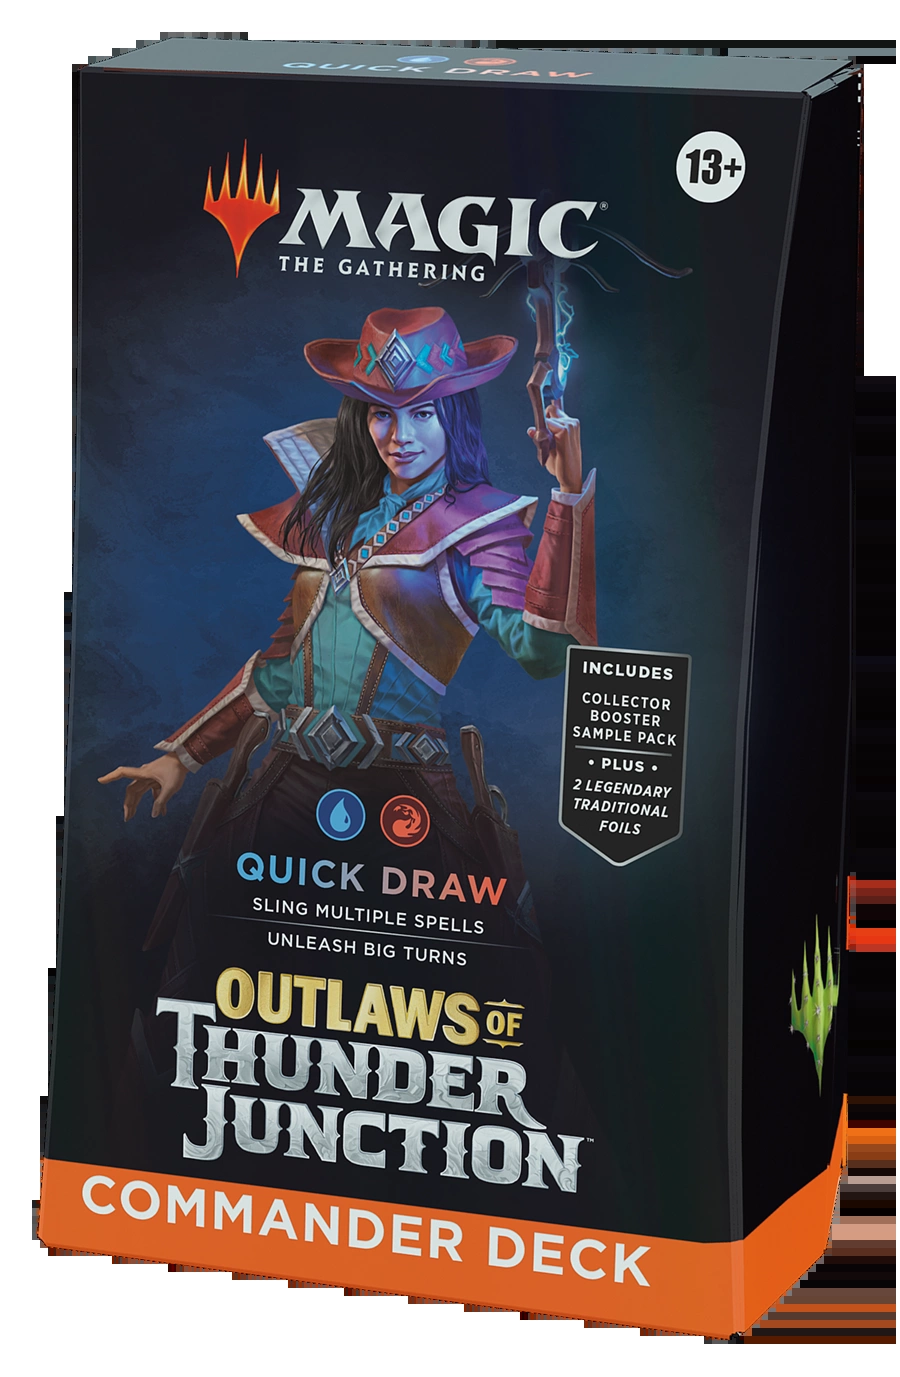 QUICK DRAW
13+
MAGIC®
THE GATHERING
INCLUDES
COLLECTOR
BOOSTER
SAMPLE PACK
• PLUS •
2 LEGENDARY
TRADITIONAL
FOILS
QUICK DRAW
SLING MULTIPLE SPELLS
UNLEASH BIG TURNS
OUTLAWS OF
THUNDER
JUNCTION™
COMMANDER DECK